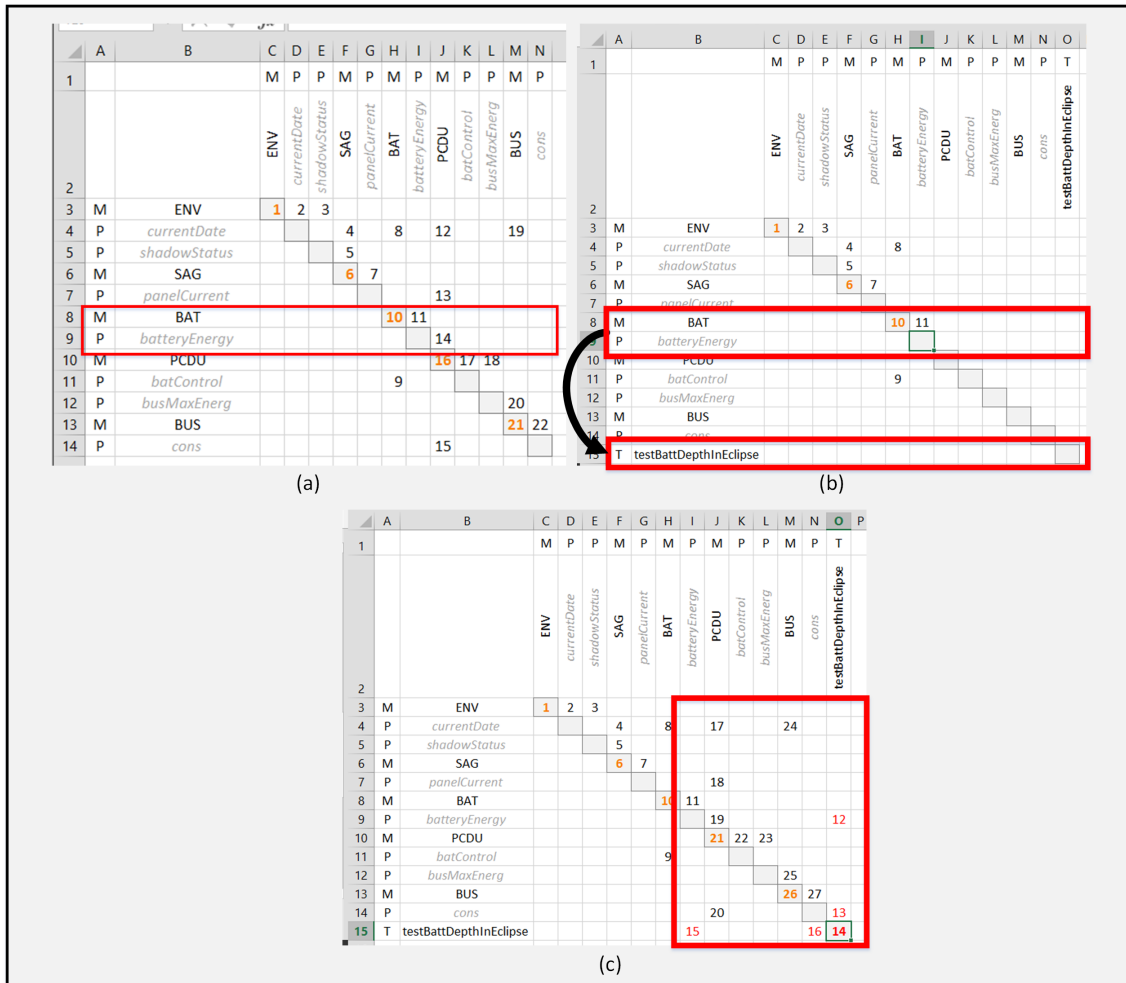 A B C D E F G H I J K L M N
1 M P P M P M P M P P M P
2 ENV currentDate shadowStatus SAG panelCurrent BAT batteryEnergy PCDU batControl busMaxEnerg BUS cons
3 M ENV 1 2 3
4 P currentDate 4 8 12 19
5 P shadowStatus 5
6 M SAG 6 7
7 P panelCurrent 13
8 M BAT 10 11
9 P batteryEnergy 14
10 M PCDU 16 17 18
11 P batControl 9
12 P busMaxEnerg 20
13 M BUS 21 22
14 P cons 15
(a)
A B C D E F G H I J K L M N O
1 M P P M P M P M P P M P T
2 ENV currentDate shadowStatus SAG panelCurrent BAT batteryEnergy PCDU batControl busMaxEnerg BUS cons testBattDepthInEclipse
3 M ENV 1 2 3
4 P currentDate 4 8
5 P shadowStatus 5
6 M SAG 6 7
7 P panelCurrent
8 M BAT 10 11
9 P batteryEnergy
10 M PCDU
11 P batControl 9
12 P busMaxEnerg
13 M BUS
14 P cons
15 T testBattDepthInEclipse
(b)
A B C D E F G H I J K L M N O P
1 M P P M P M P M P P M P T
2 ENV currentDate shadowStatus SAG panelCurrent BAT batteryEnergy PCDU batControl busMaxEnerg BUS cons testBattDepthInEclipse
3 M ENV 1 2 3
4 P currentDate 4 8 17 24
5 P shadowStatus 5
6 M SAG 6 7
7 P panelCurrent 18
8 M BAT 10 11
9 P batteryEnergy 19 12
10 M PCDU 21 22 23
11 P batControl 9
12 P busMaxEnerg 25
13 M BUS 26 27
14 P cons 20 13
15 T testBattDepthInEclipse 15 16 14
(c)